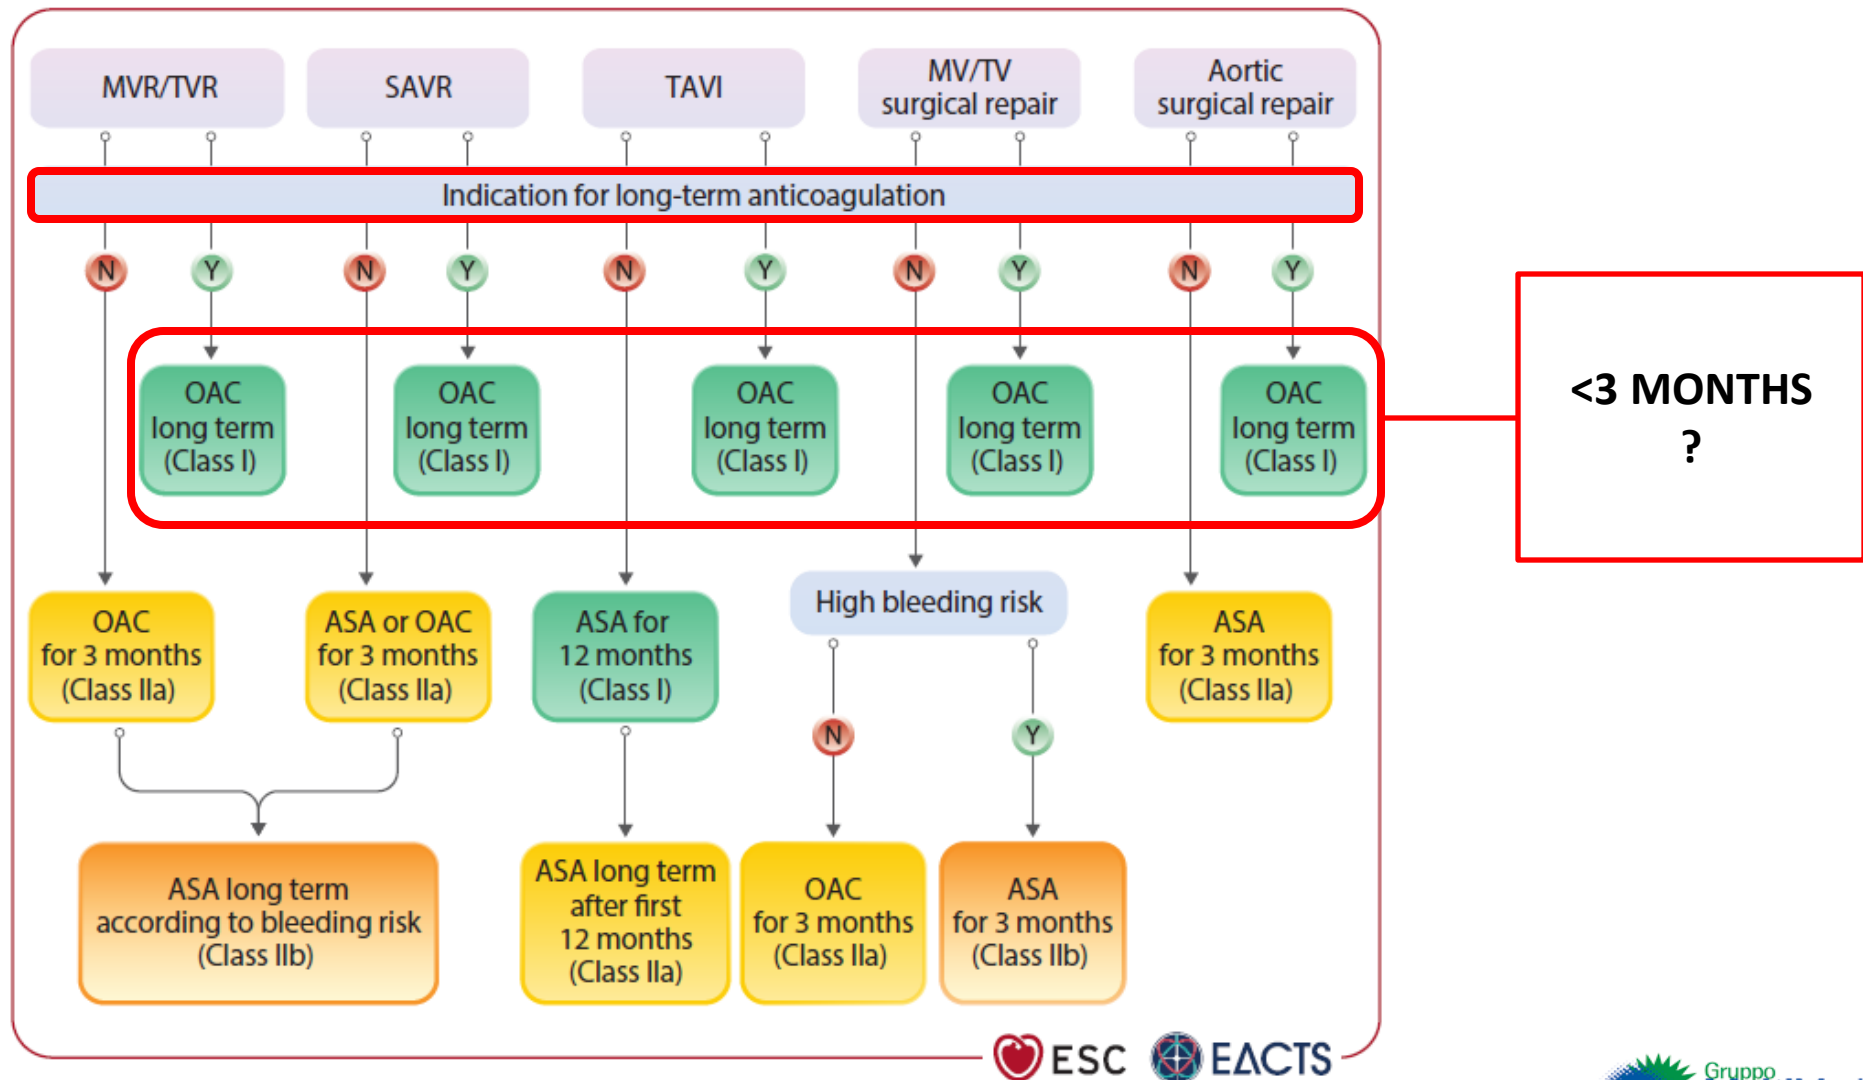 MVR/TVR
SAVR
TAVI
MV/TV
surgical repair
Aortic
surgical repair
Indication for long-term anticoagulation
N
Y
N
Y
N
Y
N
Y
N
Y
OAC
long term
(Class I)
OAC
long term
(Class I)
OAC
long term
(Class I)
OAC
long term
(Class I)
OAC
long term
(Class I)
<3 MONTHS
?
OAC
for 3 months
(Class IIa)
ASA or OAC
for 3 months
(Class IIa)
ASA for
12 months
(Class I)
High bleeding risk
ASA
for 3 months
(Class IIa)
N
Y
ASA long term
according to bleeding risk
(Class IIb)
ASA long term
after first
12 months
(Class IIa)
OAC
for 3 months
(Class IIa)
ASA
for 3 months
(Class IIb)
ESC
EACTS
Gruppo